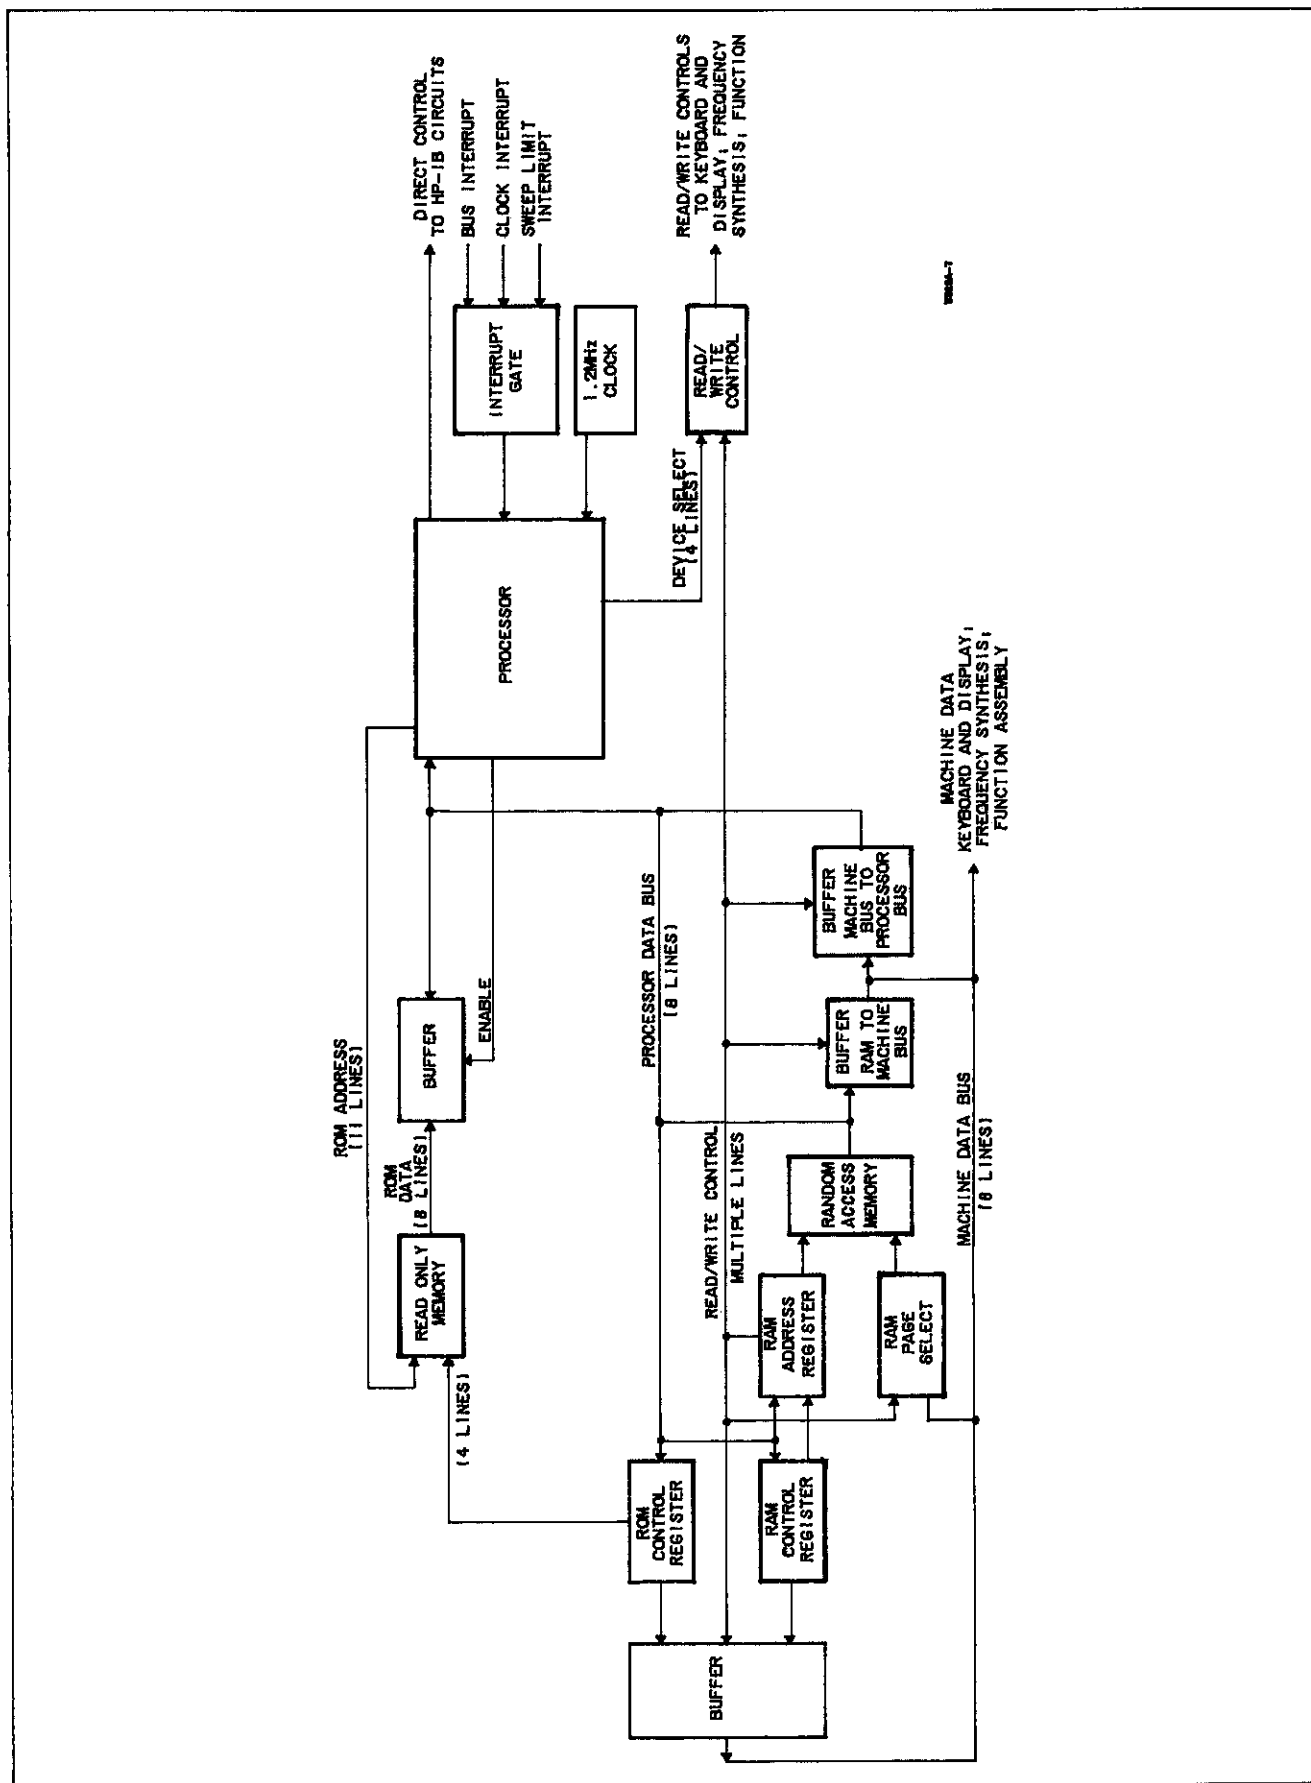 ROM ADDRESS
(11 LINES)
DIRECT CONTROL
TO HP-IB CIRCUITS
ROM
DATA
(8 LINES)
READ ONLY
MEMORY
BUFFER
ENABLE
(4 LINES)
PROCESSOR
INTERRUPT
GATE
BUS INTERRUPT
CLOCK INTERRUPT
SWEEP LIMIT
INTERRUPT
1.2MHz
CLOCK
ROM
CONTROL
REGISTER
PROCESSOR DATA BUS
(8 LINES)
DEVICE SELECT
(4 LINES)
READ/
WRITE
CONTROL
READ/WRITE CONTROLS
TO KEYBOARD AND
DISPLAY; FREQUENCY
SYNTHESIS; FUNCTION
BUFFER
READ/WRITE CONTROL
MULTIPLE LINES
RAM
CONTROL
REGISTER
RAM
ADDRESS
REGISTER
RANDOM
ACCESS
MEMORY
BUFFER
RAM TO
MACHINE
BUS
BUFFER
MACHINE
BUS TO
PROCESSOR
BUS
RAM
PAGE
SELECT
MACHINE DATA BUS
(8 LINES)
MACHINE DATA
KEYBOARD AND DISPLAY;
FREQUENCY SYNTHESIS;
FUNCTION ASSEMBLY